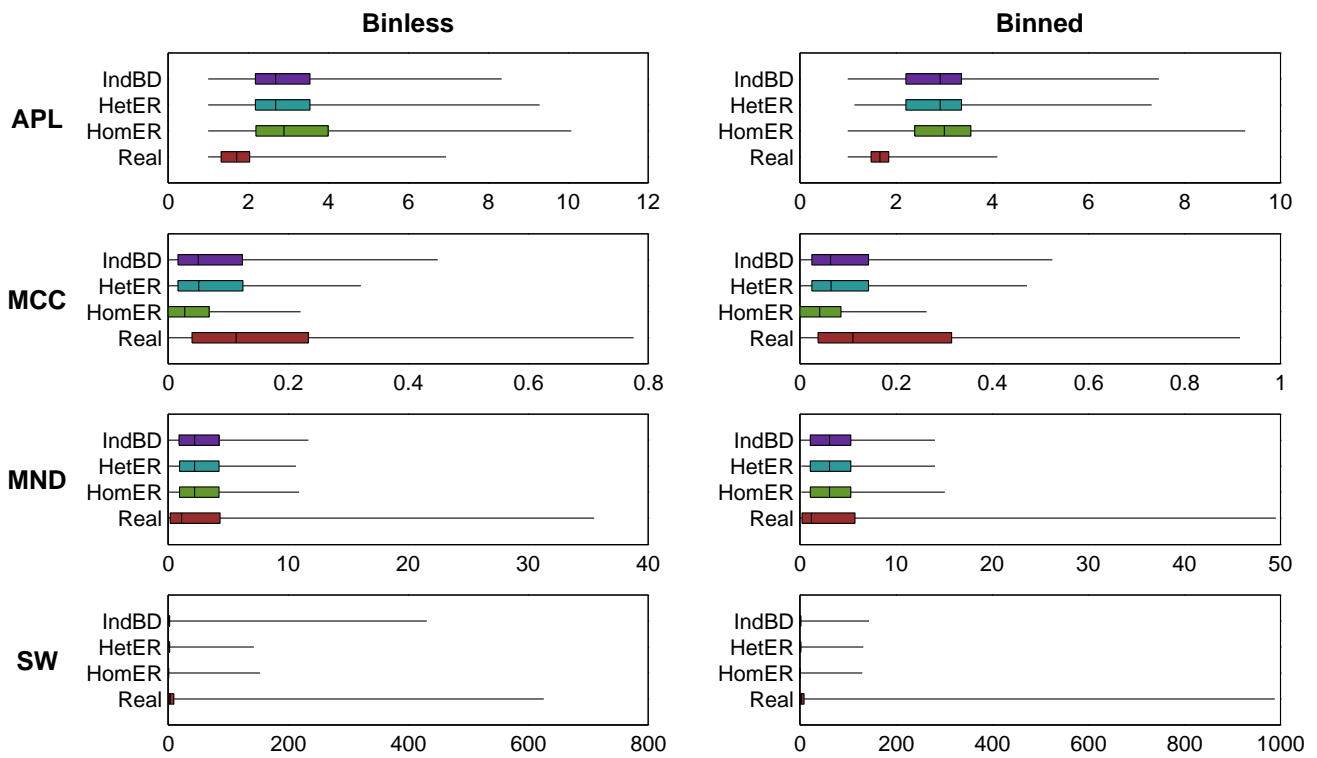 Binless Binned
APL
IndBD
HetER
HomER
Real
0 2 4 6 8 10 12
IndBD
HetER
HomER
Real
0 2 4 6 8 10
MCC
IndBD
HetER
HomER
Real
0 0.2 0.4 0.6 0.8
IndBD
HetER
HomER
Real
0 0.2 0.4 0.6 0.8 1
MND
IndBD
HetER
HomER
Real
0 10 20 30 40
IndBD
HetER
HomER
Real
0 10 20 30 40 50
SW
IndBD
HetER
HomER
Real
0 200 400 600 800
IndBD
HetER
HomER
Real
0 200 400 600 800 1000